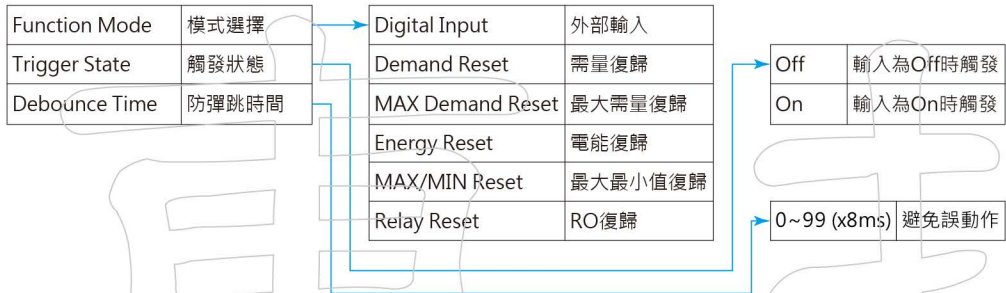 Function Mode 模式選擇
Trigger State 觸發狀態
Debounce Time 防彈跳時間
Digital Input 外部輸入
Demand Reset 需量復歸
MAX Demand Reset 最大需量復歸
Energy Reset 電能復歸
MAX/MIN Reset 最大最小值復歸
Relay Reset RO復歸
Off 輸入為Off時觸發
On 輸入為On時觸發
0~99 (x8ms) 避免誤動作